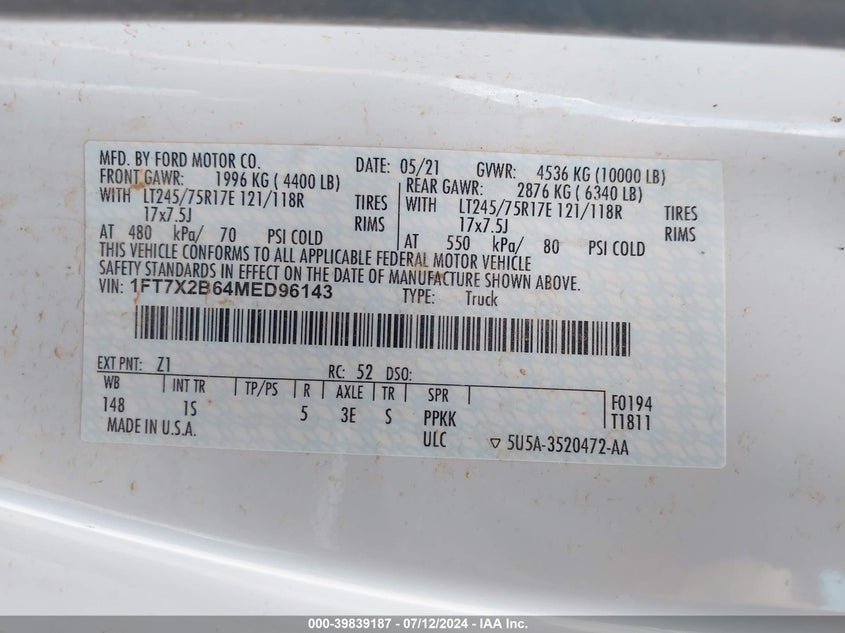 MFD. BY FORD MOTOR CO. DATE: 05/21 GVWR: 4536 KG (10000 LB)
FRONT GAWR: 1996 KG ( 4400 LB) REAR GAWR: 2876 KG ( 6340 LB)
WITH LT245/75R17E 121/118R TIRES WITH LT245/75R17E 121/118R TIRES
17x7.5J RIMS 17x7.5J RIMS
AT 480 kPa/ 70 PSI COLD AT 550 kPa/ 80 PSI COLD
THIS VEHICLE CONFORMS TO ALL APPLICABLE FEDERAL MOTOR VEHICLE
SAFETY STANDARDS IN EFFECT ON THE DATE OF MANUFACTURE SHOWN ABOVE.
VIN: 1FT7X2B64MED96143 TYPE: Truck
EXT PNT: Z1 RC: 52 DSO:
WB INT TR TP/PS R AXLE TR SPR F0194
148 1S 5 3E S PPKK T1811
MADE IN U.S.A. ULC ▽ 5U5A-3520472-AA
000-39839187 - 07/12/2024 - IAA Inc.